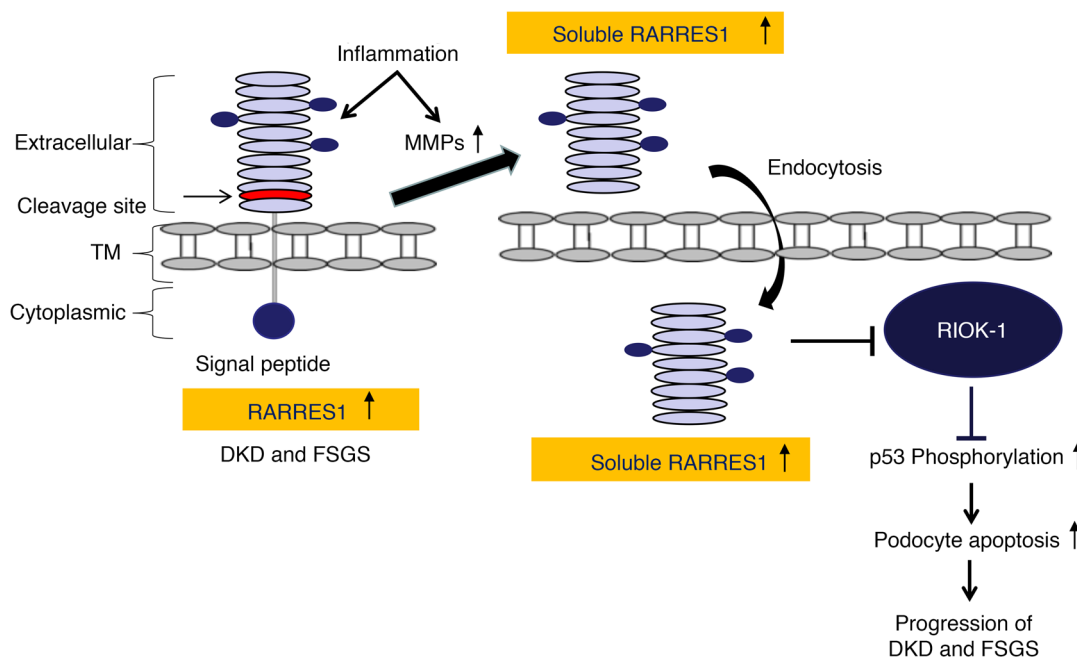 Soluble RARRES1
Inflammation
Extracellular
MMPs
Endocytosis
Cleavage site
TM
Cytoplasmic
RIOK-1
Signal peptide
RARRES1
DKD and FSGS
Soluble RARRES1
p53 Phosphorylation
Podocyte apoptosis
Progression of
DKD and FSGS